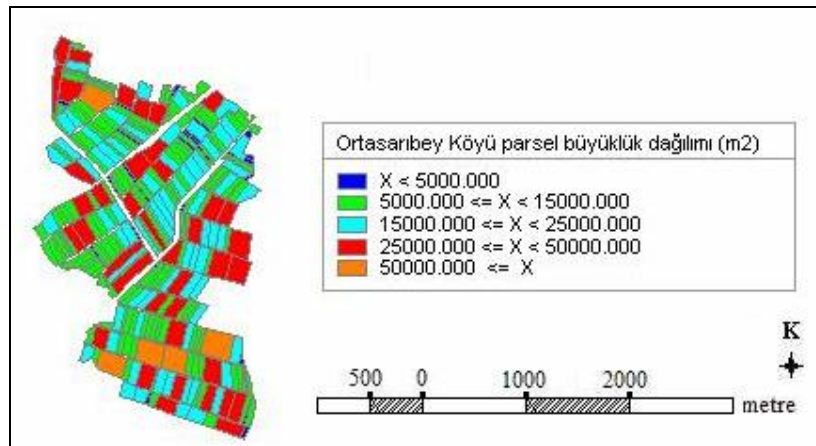 Ortasarıbey Köyü parsel büyüklük dağılımı (m2)
X < 5000.000
5000.000 <= X < 15000.000
15000.000 <= X < 25000.000
25000.000 <= X < 50000.000
50000.000 <= X
K
500 0 1000 2000
metre